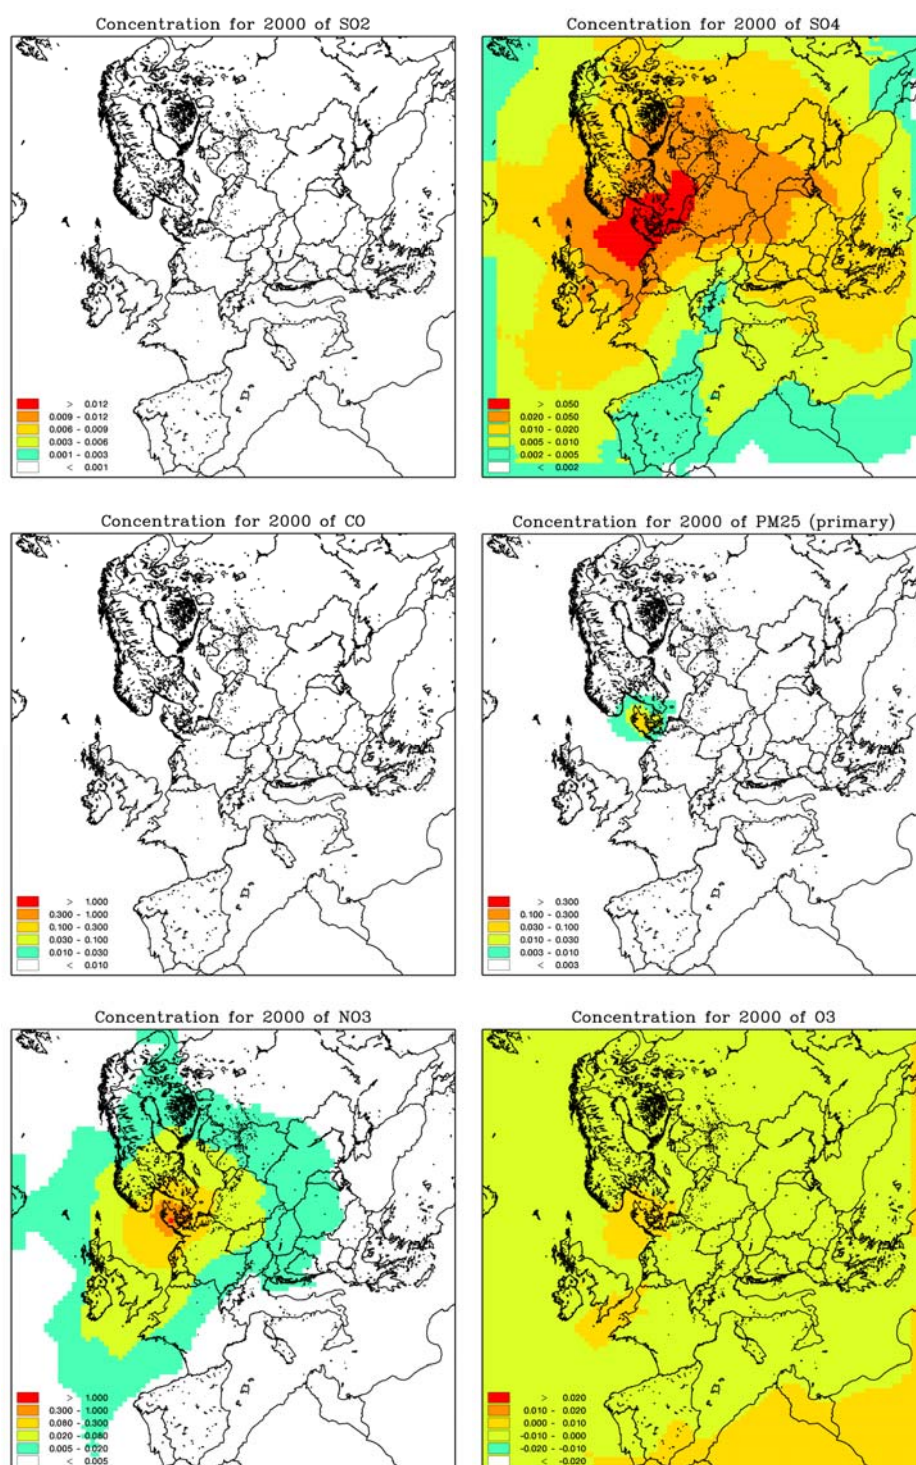 Concentration for 2000 of SO2
> 0.012
0.009 - 0.012
0.006 - 0.009
0.003 - 0.006
0.001 - 0.003
< 0.001
Concentration for 2000 of SO4
> 0.050
0.020 - 0.050
0.010 - 0.020
0.005 - 0.010
0.002 - 0.005
< 0.002
Concentration for 2000 of CO
> 1.000
0.300 - 1.000
0.100 - 0.300
0.030 - 0.100
0.010 - 0.030
< 0.010
Concentration for 2000 of PM25 (primary)
> 0.300
0.100 - 0.300
0.030 - 0.100
0.010 - 0.030
0.003 - 0.010
< 0.003
Concentration for 2000 of NO3
> 1.000
0.300 - 1.000
0.080 - 0.300
0.020 - 0.080
0.005 - 0.020
< 0.005
Concentration for 2000 of O3
> 0.020
0.010 - 0.020
0.000 - 0.010
-0.010 - 0.000
-0.020 - -0.010
< -0.020